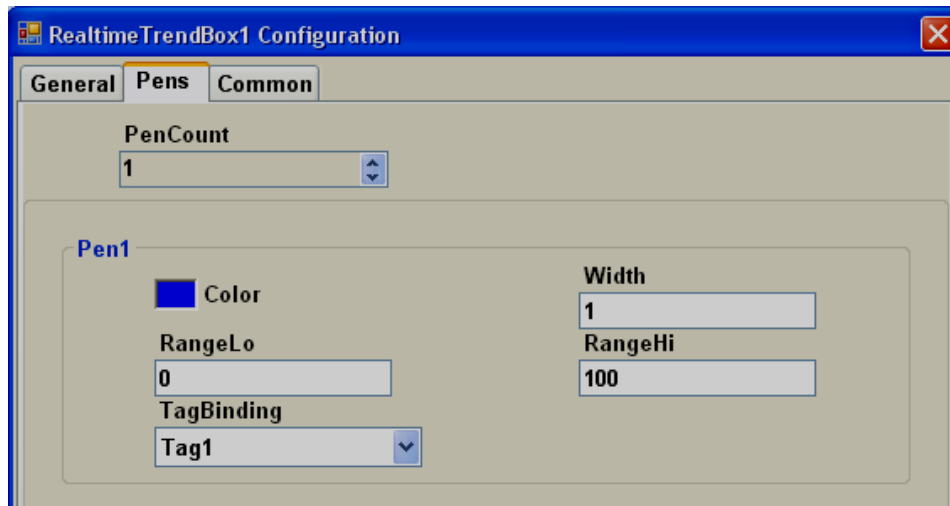 RealtimeTrendBox1 Configuration
General Pens Common
PenCount
1
Pen1
Color
Width
1
RangeLo
RangeHi
0
100
TagBinding
Tag1